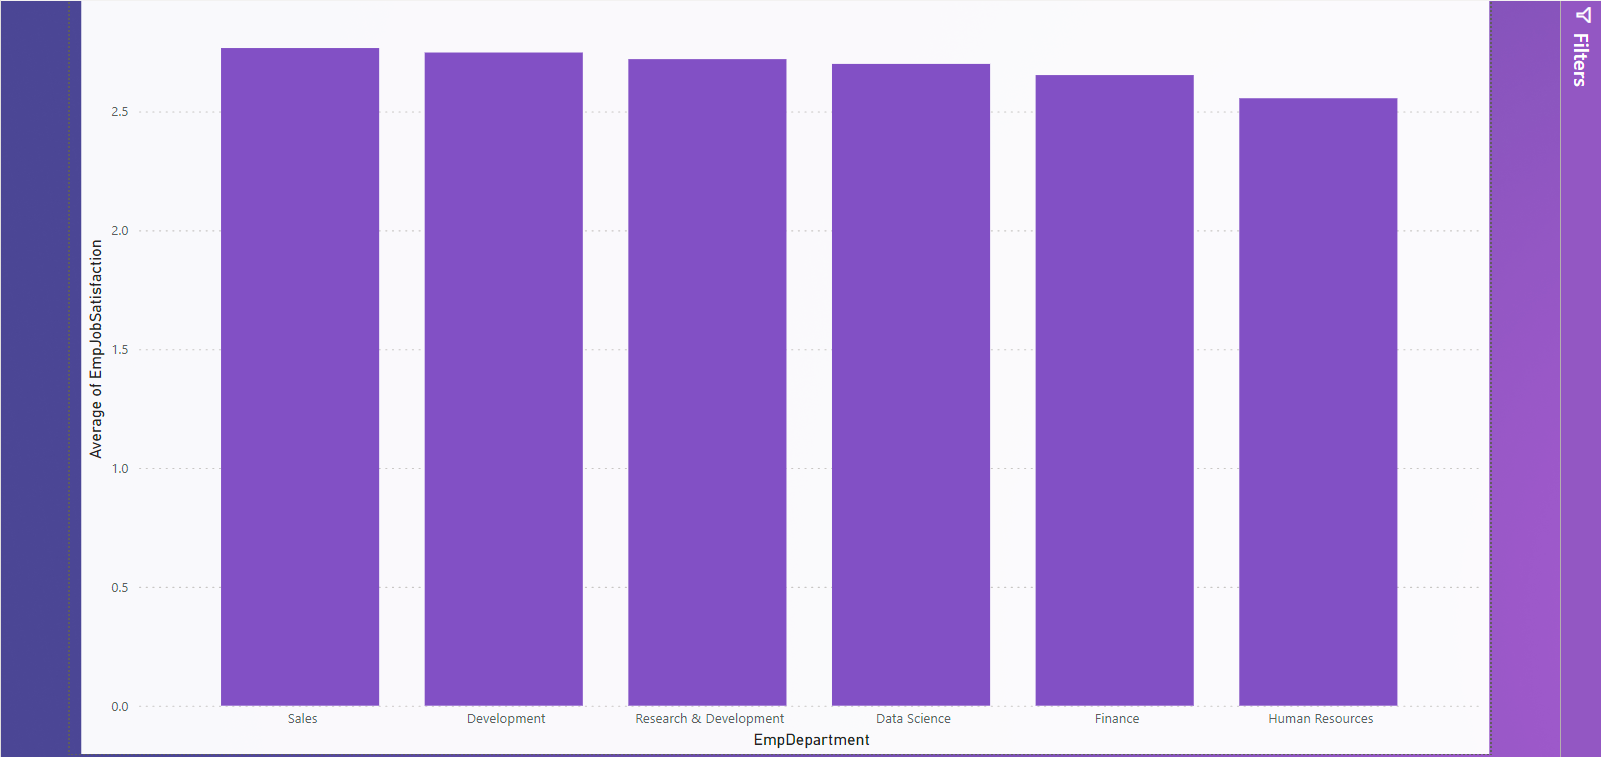 Filters
Average of EmpJobSatisfaction
2.5
2.0
1.5
1.0
0.5
0.0
Sales
Development
Research & Development
Data Science
Finance
Human Resources
EmpDepartment